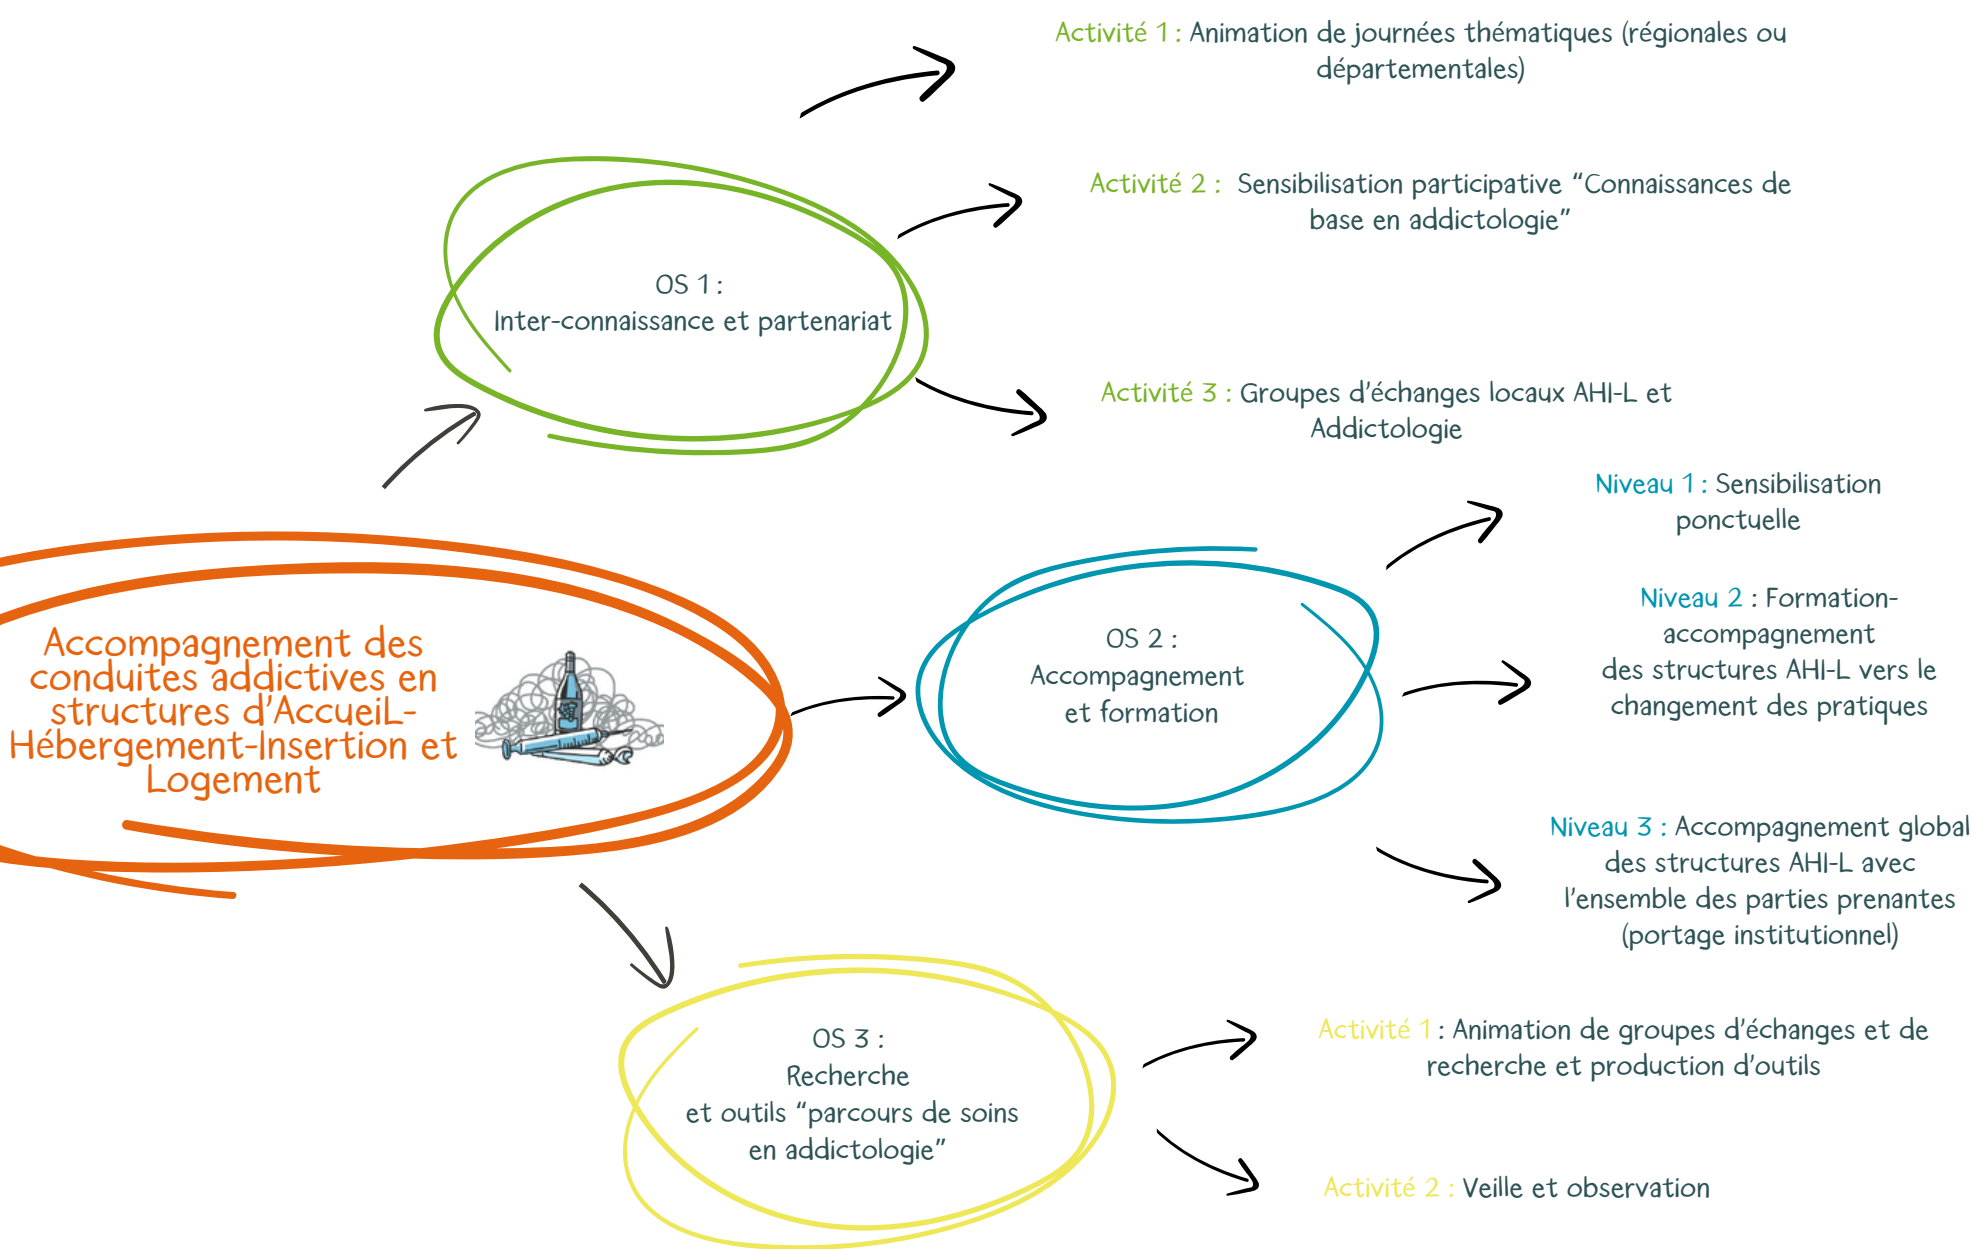 Activité 1 : Animation de journées thématiques (régionales ou
départementales)
Activité 2 : Sensibilisation participative “Connaissances de
base en addictologie”
OS 1 :
Inter-connaissance et partenariat
Activité 3 : Groupes d'échanges locaux AHI-L et
Addictologie
Accompagnement des
conduites addictives en
structures d'AccueiL-
Hébergement-Insertion et
Logement
OS 2 :
Accompagnement
et formation
Niveau 1 : Sensibilisation
ponctuelle
Niveau 2 : Formation-
accompagnement
des structures AHI-L vers le
changement des pratiques
Niveau 3 : Accompagnement global
des structures AHI-L avec
l'ensemble des parties prenantes
(portage institutionnel)
OS 3 :
Recherche
et outils “parcours de soins
en addictologie”
Activité 1 : Animation de groupes d'échanges et de
recherche et production d'outils
Activité 2 : Veille et observation